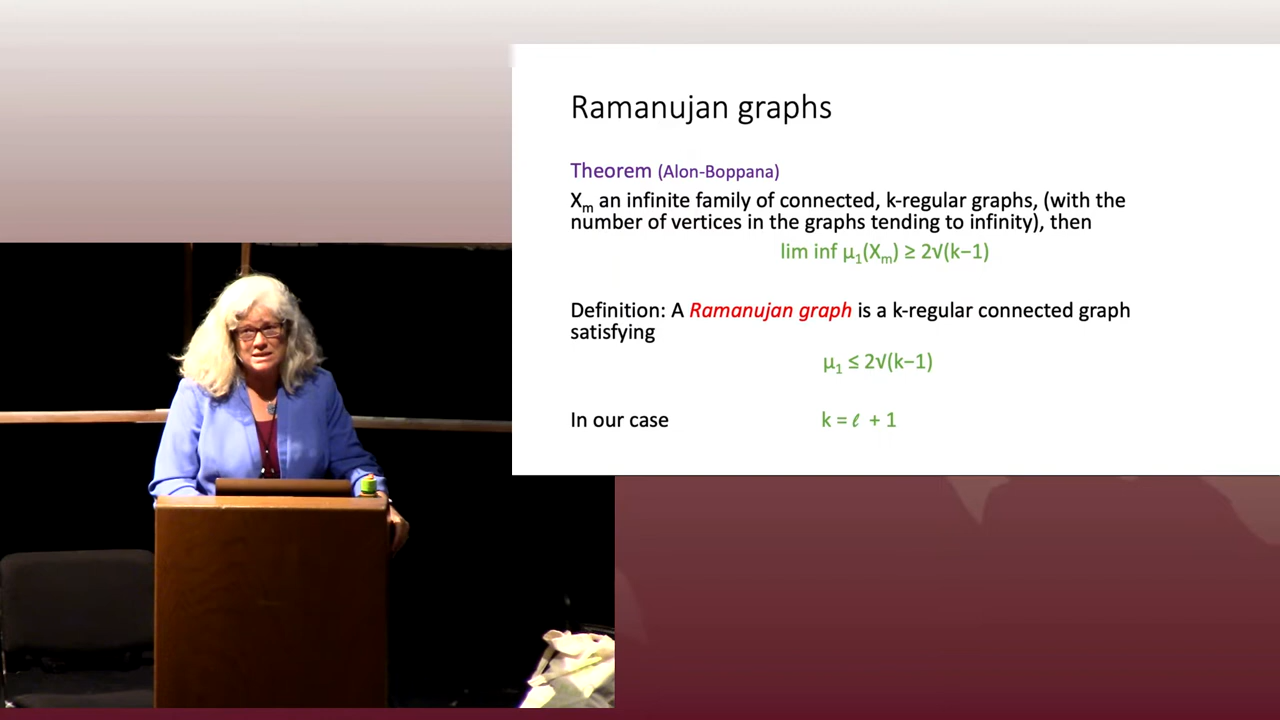 Ramanujan graphs
Theorem (Alon-Boppana)
Xₘ an infinite family of connected, k-regular graphs, (with the
number of vertices in the graphs tending to infinity), then
lim inf μ₁(Xₘ) ≥ 2√(k−1)
Definition: A Ramanujan graph is a k-regular connected graph
satisfying
μ₁ ≤ 2√(k−1)
In our case k = ℓ + 1